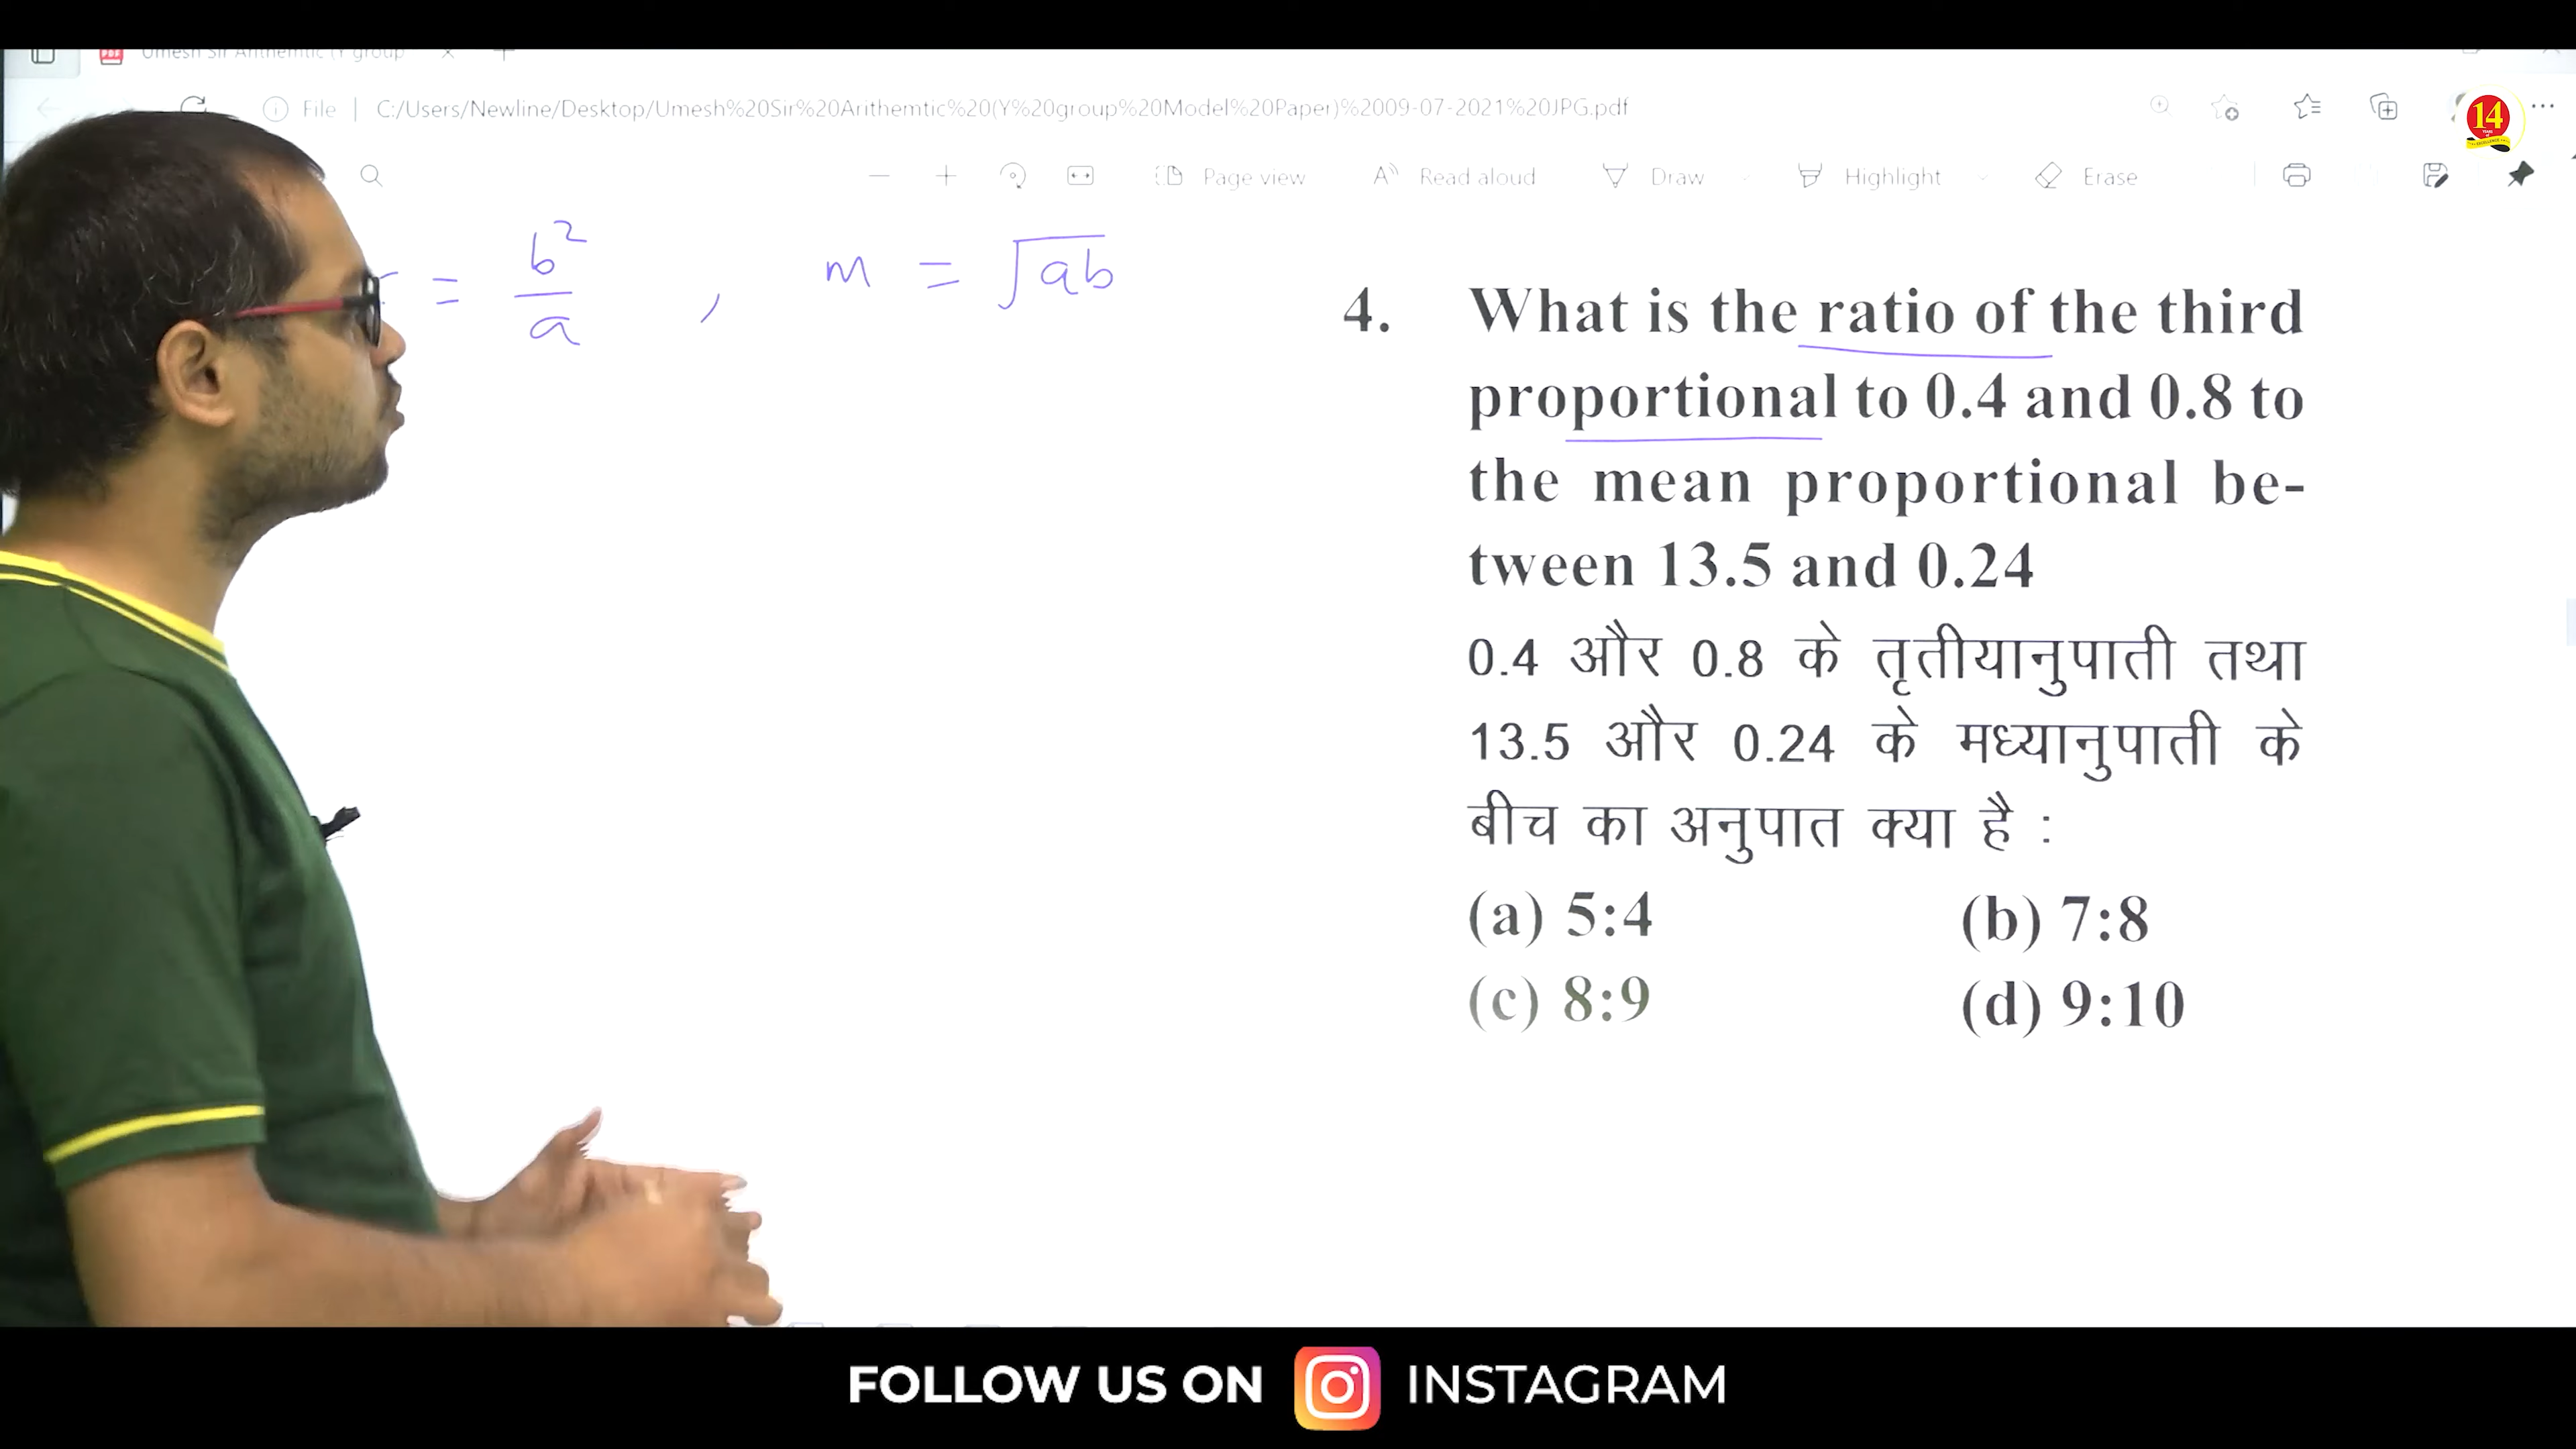 File | C:/Users/Newline/Desktop/Umesh%20Sir%20Arithemtic%20(Y%20group%20Model%20Paper)%2009-07-2021%20JPG.pdf
14
Page view Read aloud Draw Highlight Erase
= b²/a , m = √ab
4. What is the ratio of the third
proportional to 0.4 and 0.8 to
the mean proportional be-
tween 13.5 and 0.24
0.4 और 0.8 के तृतीयानुपाती तथा
13.5 और 0.24 के मध्यानुपाती के
बीच का अनुपात क्या है :
(a) 5:4 (b) 7:8
(c) 8:9 (d) 9:10
FOLLOW US ON INSTAGRAM